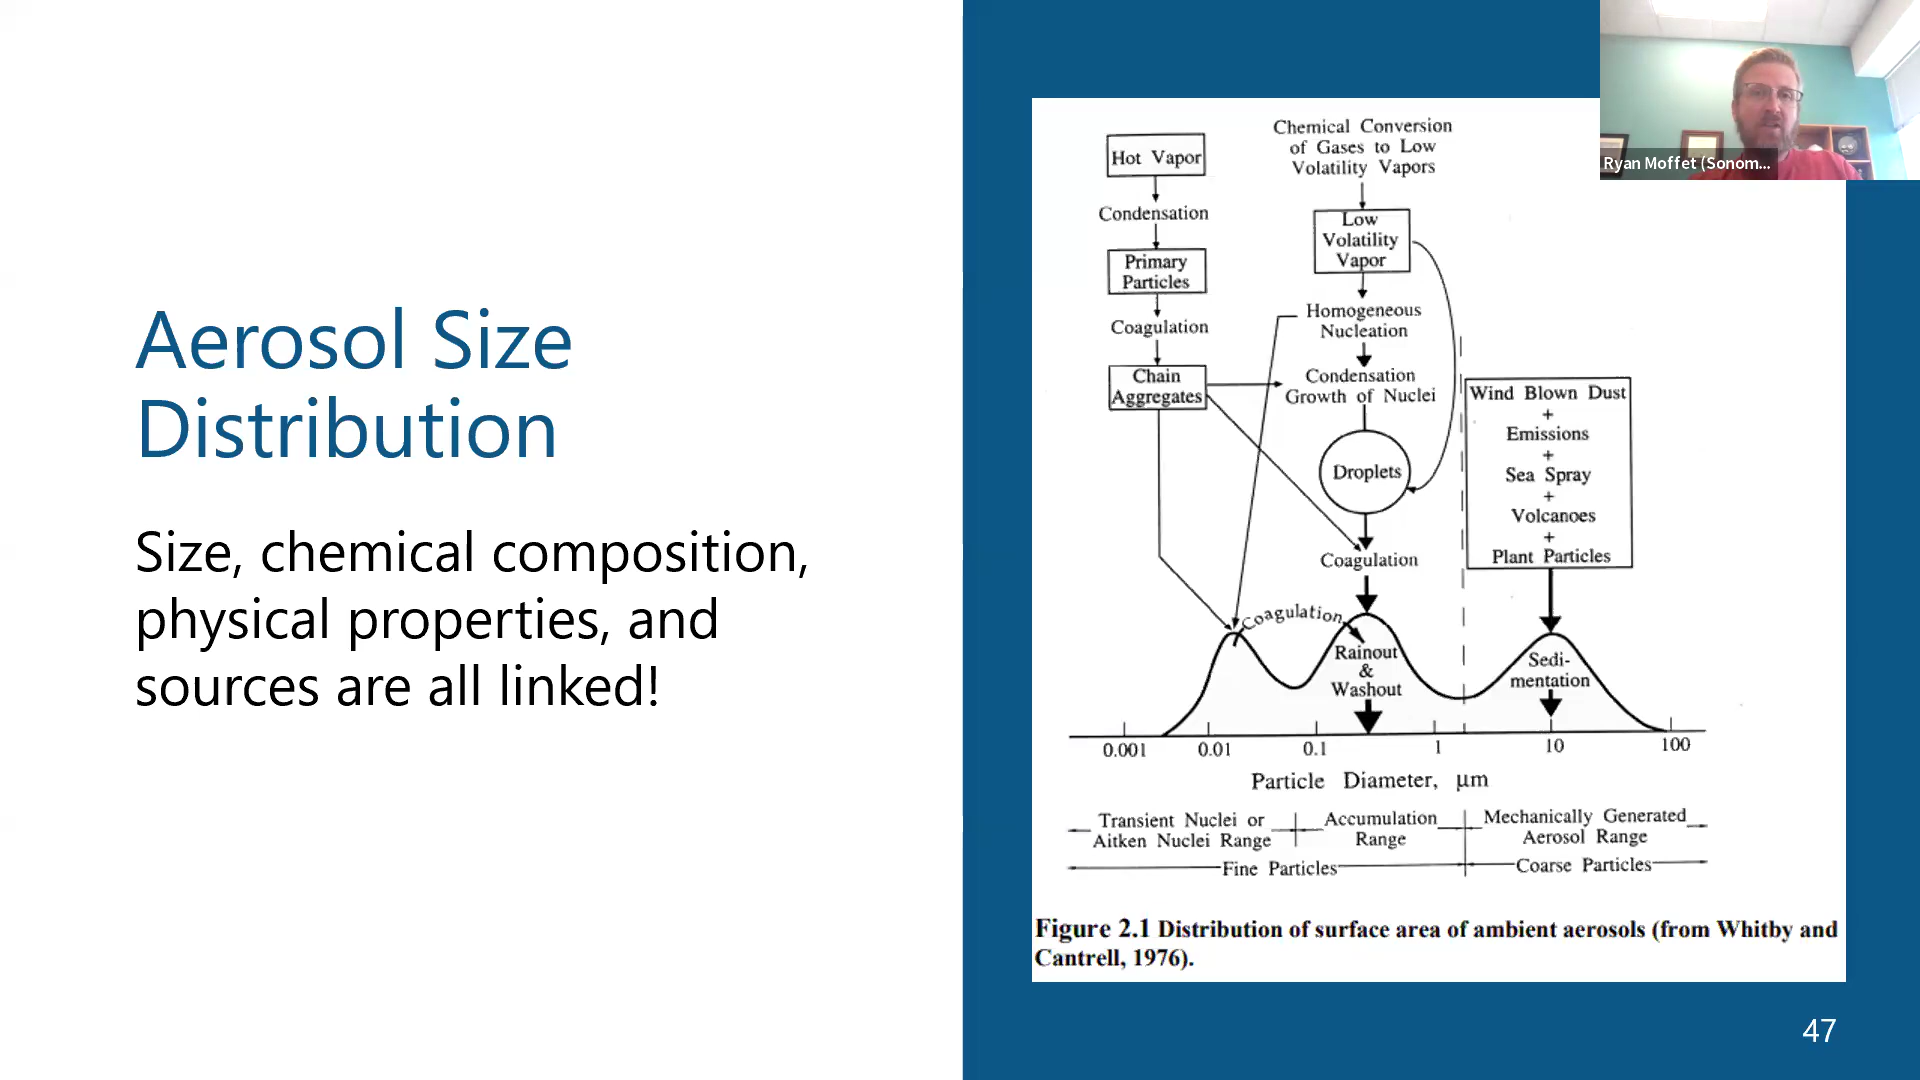 Aerosol Size
Distribution
Size, chemical composition,
physical properties, and
sources are all linked!
Hot Vapor
Condensation
Primary
Particles
Coagulation
Chain
Aggregates
Chemical Conversion
of Gases to Low
Volatility Vapors
Low
Volatility
Vapor
Homogeneous
Nucleation
Condensation
Growth of Nuclei
Droplets
Coagulation
Wind Blown Dust
+
Emissions
+
Sea Spray
+
Volcanoes
+
Plant Particles
Coagulation
Rainout
&
Washout
Sedi-
mentation
0.001 0.01 0.1 1 10 100
Particle Diameter, µm
Transient Nuclei or
Aitken Nuclei Range
Accumulation
Range
Mechanically Generated
Aerosol Range
Fine Particles
Coarse Particles
Figure 2.1 Distribution of surface area of ambient aerosols (from Whitby and
Cantrell, 1976).
Ryan Moffet (Sonom...
47